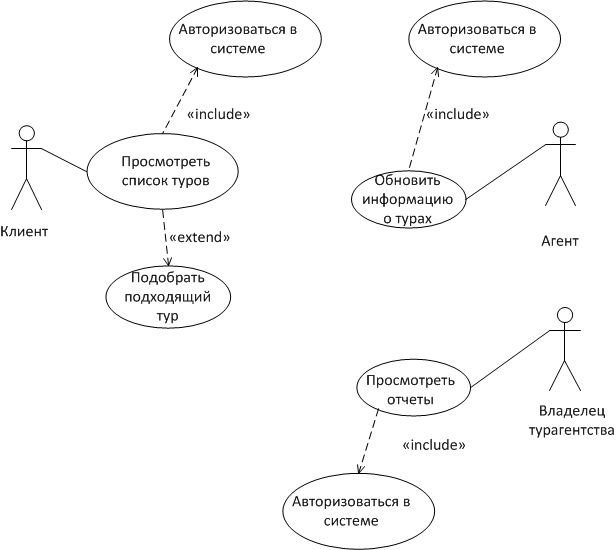 Авторизоваться в
системе
Авторизоваться в
системе
«include»
«include»
Просмотреть
список туров
Клиент
Обновить
информацию
о турах
Агент
«extend»
Подобрать
подходящий
тур
Просмотреть
отчеты
Владелец
турагентства
«include»
Авторизоваться в
системе